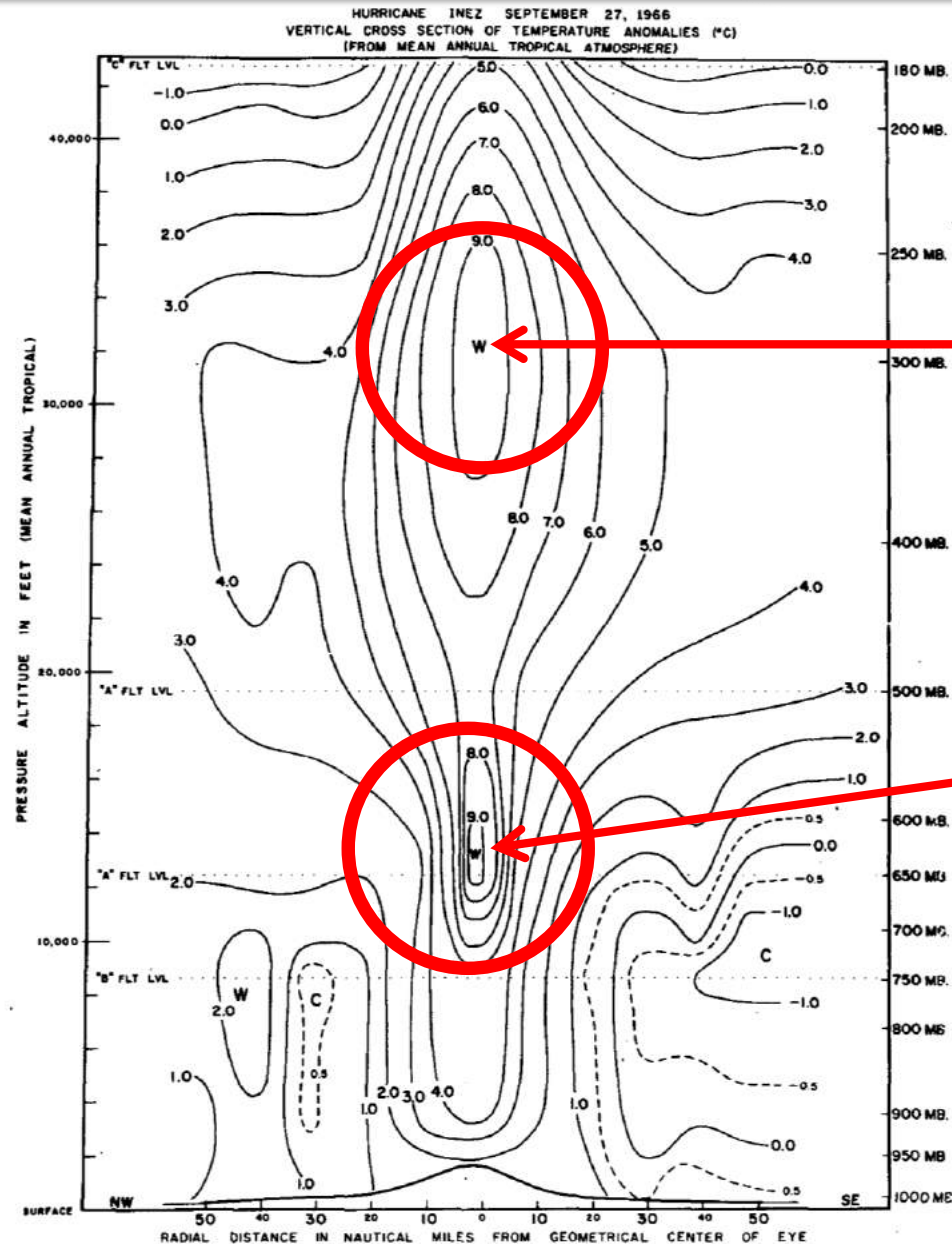 HURRICANE INEZ SEPTEMBER 27, 1966
VERTICAL CROSS SECTION OF TEMPERATURE ANOMALIES (°C)
(FROM MEAN ANNUAL TROPICAL ATMOSPHERE)
"C" FLT LVL 5.0 0.0 180 MB.
-1.0 1.0
0.0 6.0 200 MB.
40,000 7.0 2.0
1.0
8.0 3.0
2.0
9.0 4.0 250 MB.
3.0
4.0 W 300 MB.
30,000
8.0 7.0 6.0 5.0
400 MB.
4.0 4.0
3.0
20,000
"A" FLT LVL 3.0 500 MB.
8.0 2.0
1.0
9.0 0.5 600 MB.
W 0.0
"A" FLT LVL 2.0 0.5 650 MB
-1.0
10,000 700 MB.
C
"B" FLT LVL 750 MB.
W C -1.0
2.0 800 MB
1.0 0.5 -0.5
1.0 2.0 3.0 4.0 1.0 900 MB.
0.0
950 MB
1.0 0.5
NW SE 1000 MB
SURFACE
50 40 30 20 10 0 10 20 30 40 50
RADIAL DISTANCE IN NAUTICAL MILES FROM GEOMETRICAL CENTER OF EYE
PRESSURE ALTITUDE IN FEET (MEAN ANNUAL TROPICAL)